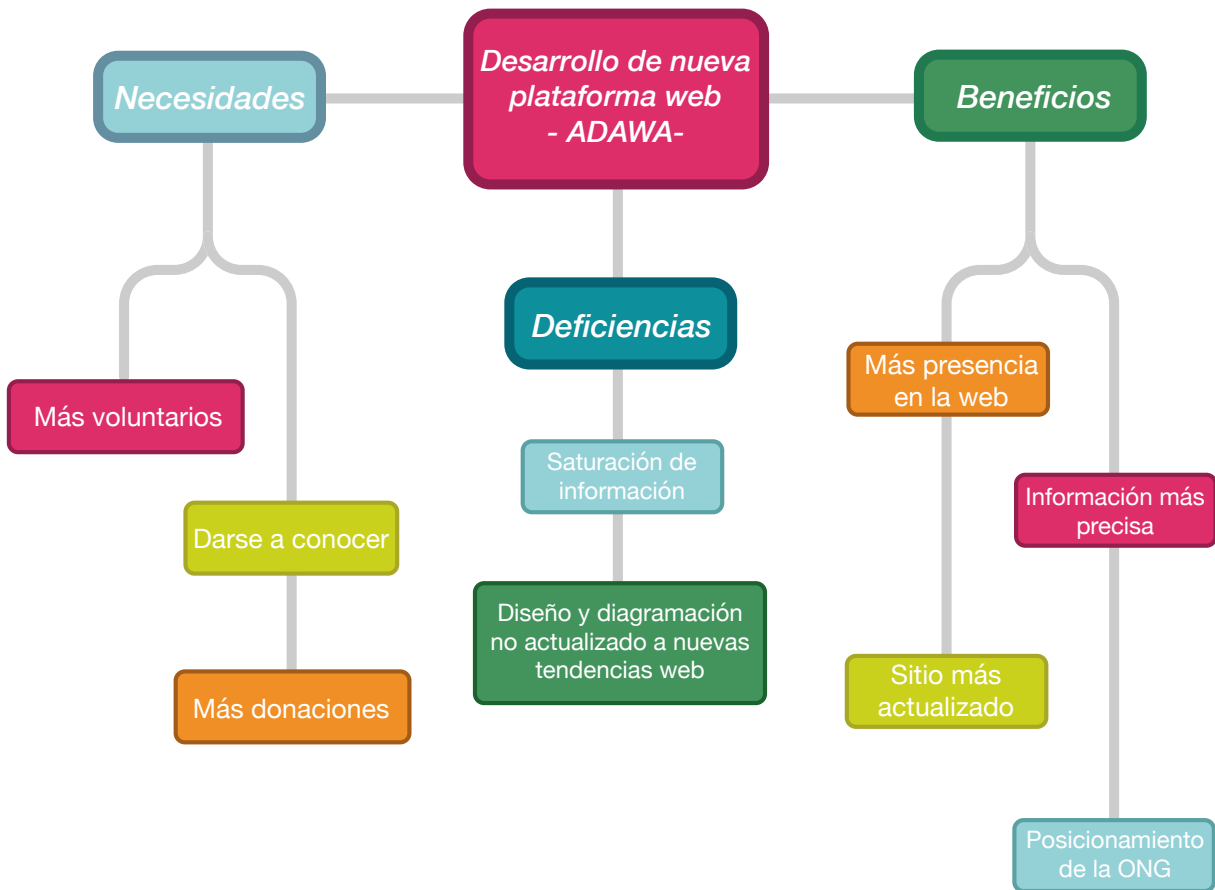 Desarrollo de nueva
plataforma web
- ADAWA-
Necesidades
Más voluntarios
Darse a conocer
Más donaciones
Deficiencias
Saturación de
información
Diseño y diagramación
no actualizado a nuevas
tendencias web
Beneficios
Más presencia
en la web
Sitio más
actualizado
Información más
precisa
Posicionamiento
de la ONG